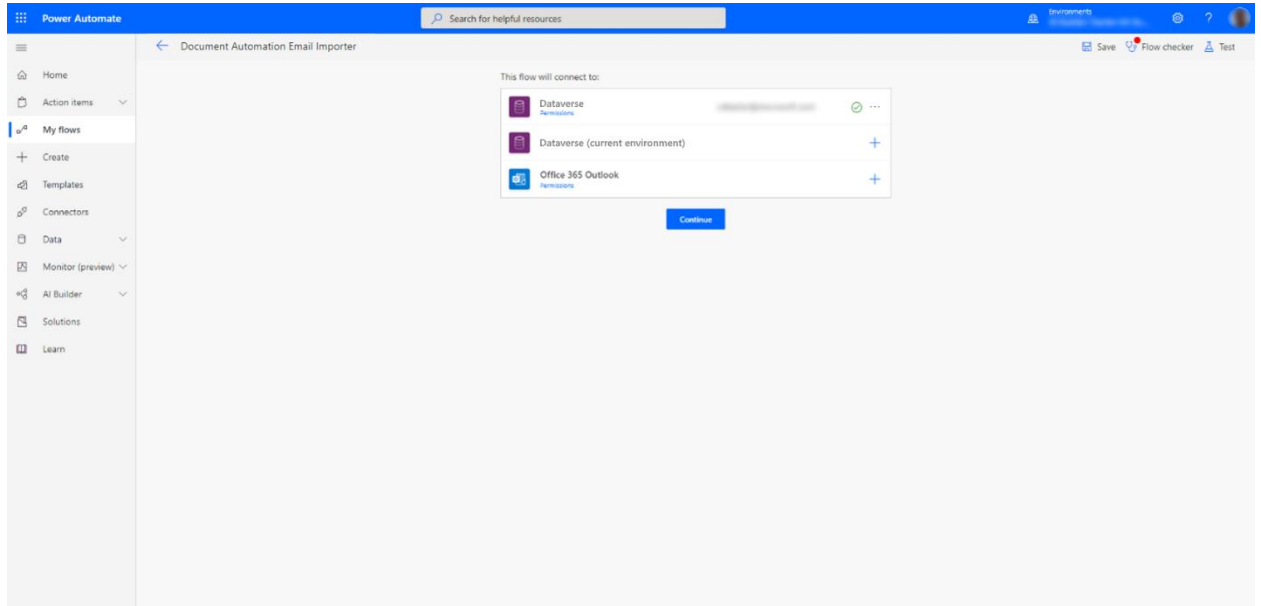 Power Automate
Search for helpful resources
Environments
?
Document Automation Email Importer
Save
Flow checker
Test
Home
Action items
My flows
Create
Templates
Connectors
Data
Monitor (preview)
AI Builder
Solutions
Learn
This flow will connect to:
Dataverse
Permissions
Dataverse (current environment)
Office 365 Outlook
Permissions
Continue